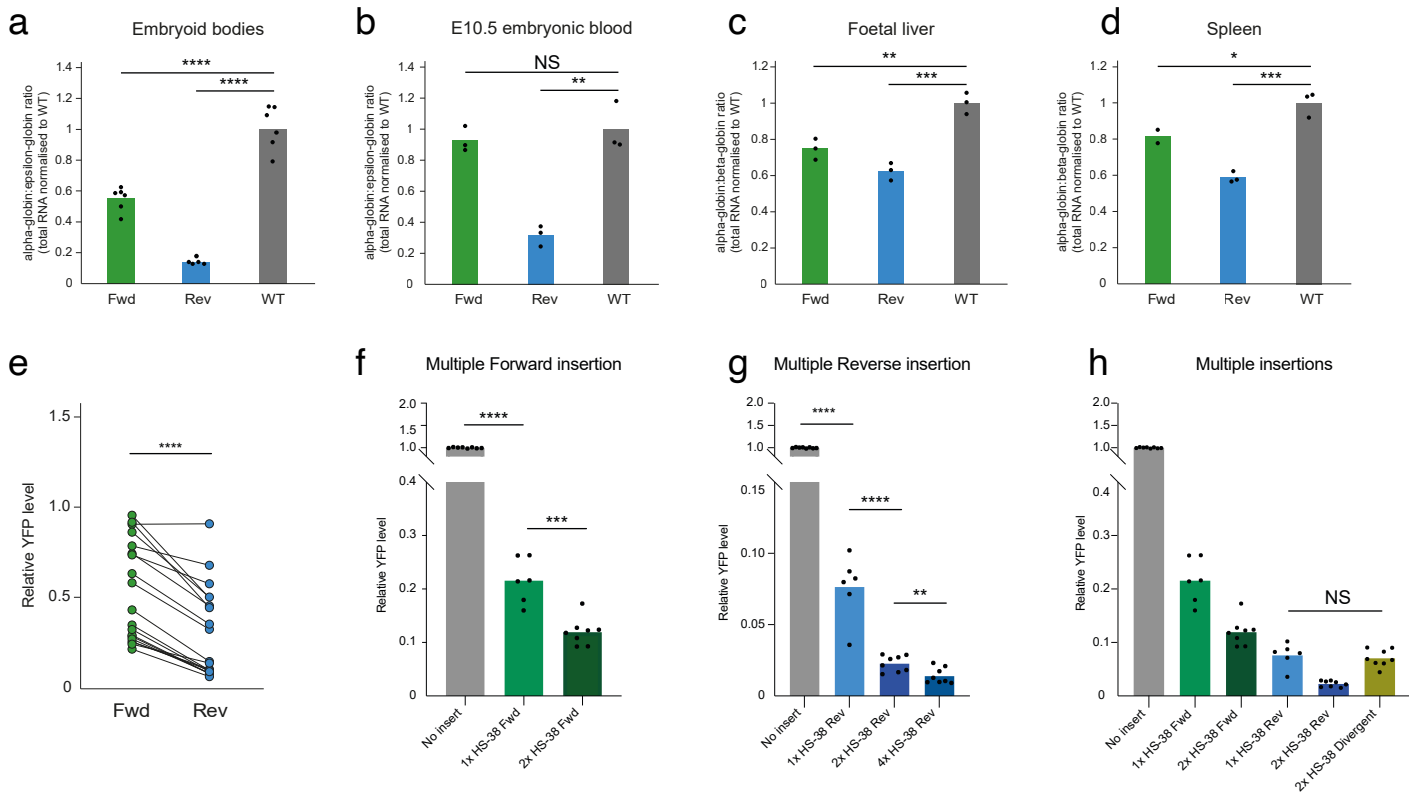 a
Embryoid bodies
****
****
alpha-globin:epsilon-globin ratio
(total RNA normalised to WT)
1.4
1.2
1
0.8
0.6
0.4
0.2
0
Fwd
Rev
WT
b
E10.5 embryonic blood
NS
**
alpha-globin:epsilon-globin ratio
(total RNA normalised to WT)
1.4
1.2
1
0.8
0.6
0.4
0.2
0
Fwd
Rev
WT
c
Foetal liver
**
***
alpha-globin:beta-globin ratio
(total RNA normalised to WT)
1.2
1
0.8
0.6
0.4
0.2
0
Fwd
Rev
WT
d
Spleen
*
***
alpha-globin:beta-globin ratio
(total RNA normalised to WT)
1.2
1
0.8
0.6
0.4
0.2
0
Fwd
Rev
WT
e
****
Relative YFP level
1.5
1.0
0.5
0
Fwd
Rev
f
Multiple Forward insertion
****
***
Relative YFP level
2.0
1.5
1.0
0.4
0.3
0.2
0.1
0
No insert
1x HS-38 Fwd
2x HS-38 Fwd
g
Multiple Reverse insertion
****
****
**
Relative YFP level
2.0
1.5
1.0
0.15
0.10
0.05
0
No insert
1x HS-38 Rev
2x HS-38 Rev
4x HS-38 Rev
h
Multiple insertions
NS
Relative YFP level
2.0
1.5
1.0
0.4
0.3
0.2
0.1
0
No insert
1x HS-38 Fwd
2x HS-38 Fwd
1x HS-38 Rev
2x HS-38 Rev
2x HS-38 Divergent